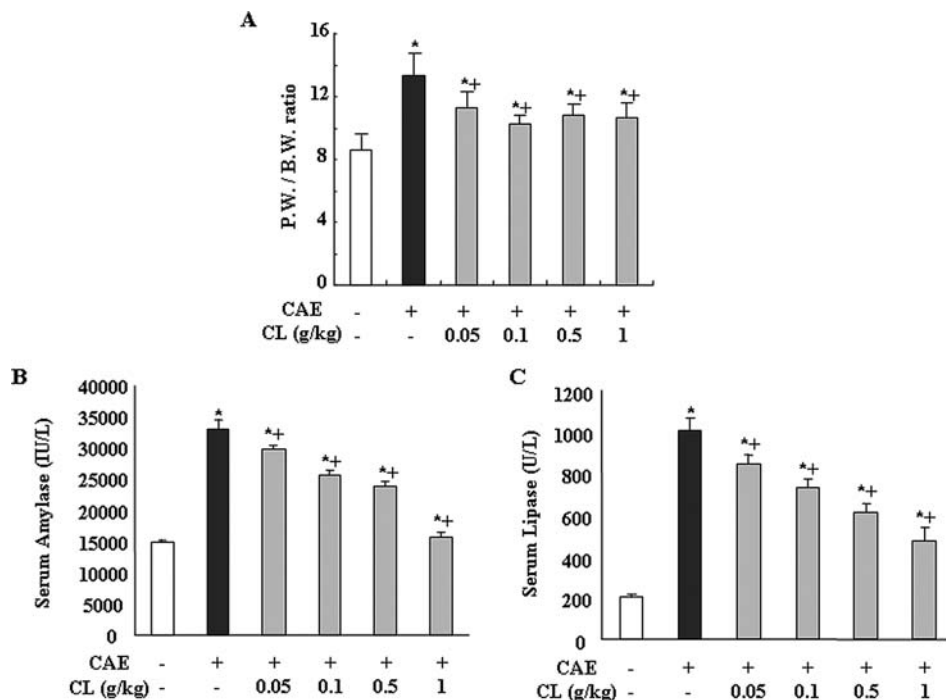 A
P.W. / B.W. ratio
16
12
8
4
0
* *+ *+ *+ *+
CAE - + + + + +
CL (g/kg) - - 0.05 0.1 0.5 1
B
Serum Amylase (IU/L)
40000
35000
30000
25000
20000
15000
10000
5000
0
* *+ *+ *+ *+
CAE - + + + + +
CL (g/kg) - - 0.05 0.1 0.5 1
C
Serum Lipase (U/L)
1200
1000
800
600
400
200
0
* *+ *+ *+ *+
CAE - + + + + +
CL (g/kg) - - 0.05 0.1 0.5 1